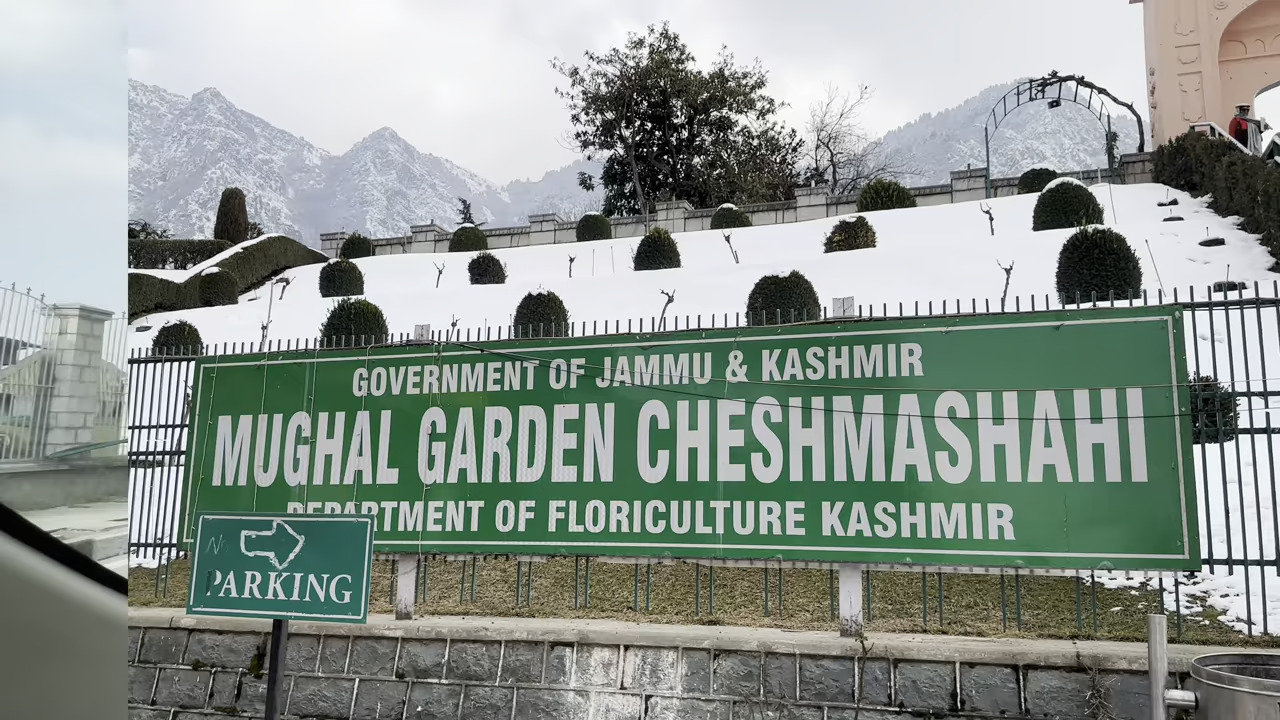 GOVERNMENT OF JAMMU & KASHMIR
MUGHAL GARDEN CHESHMASHAHI
DEPARTMENT OF FLORICULTURE KASHMIR
PARKING